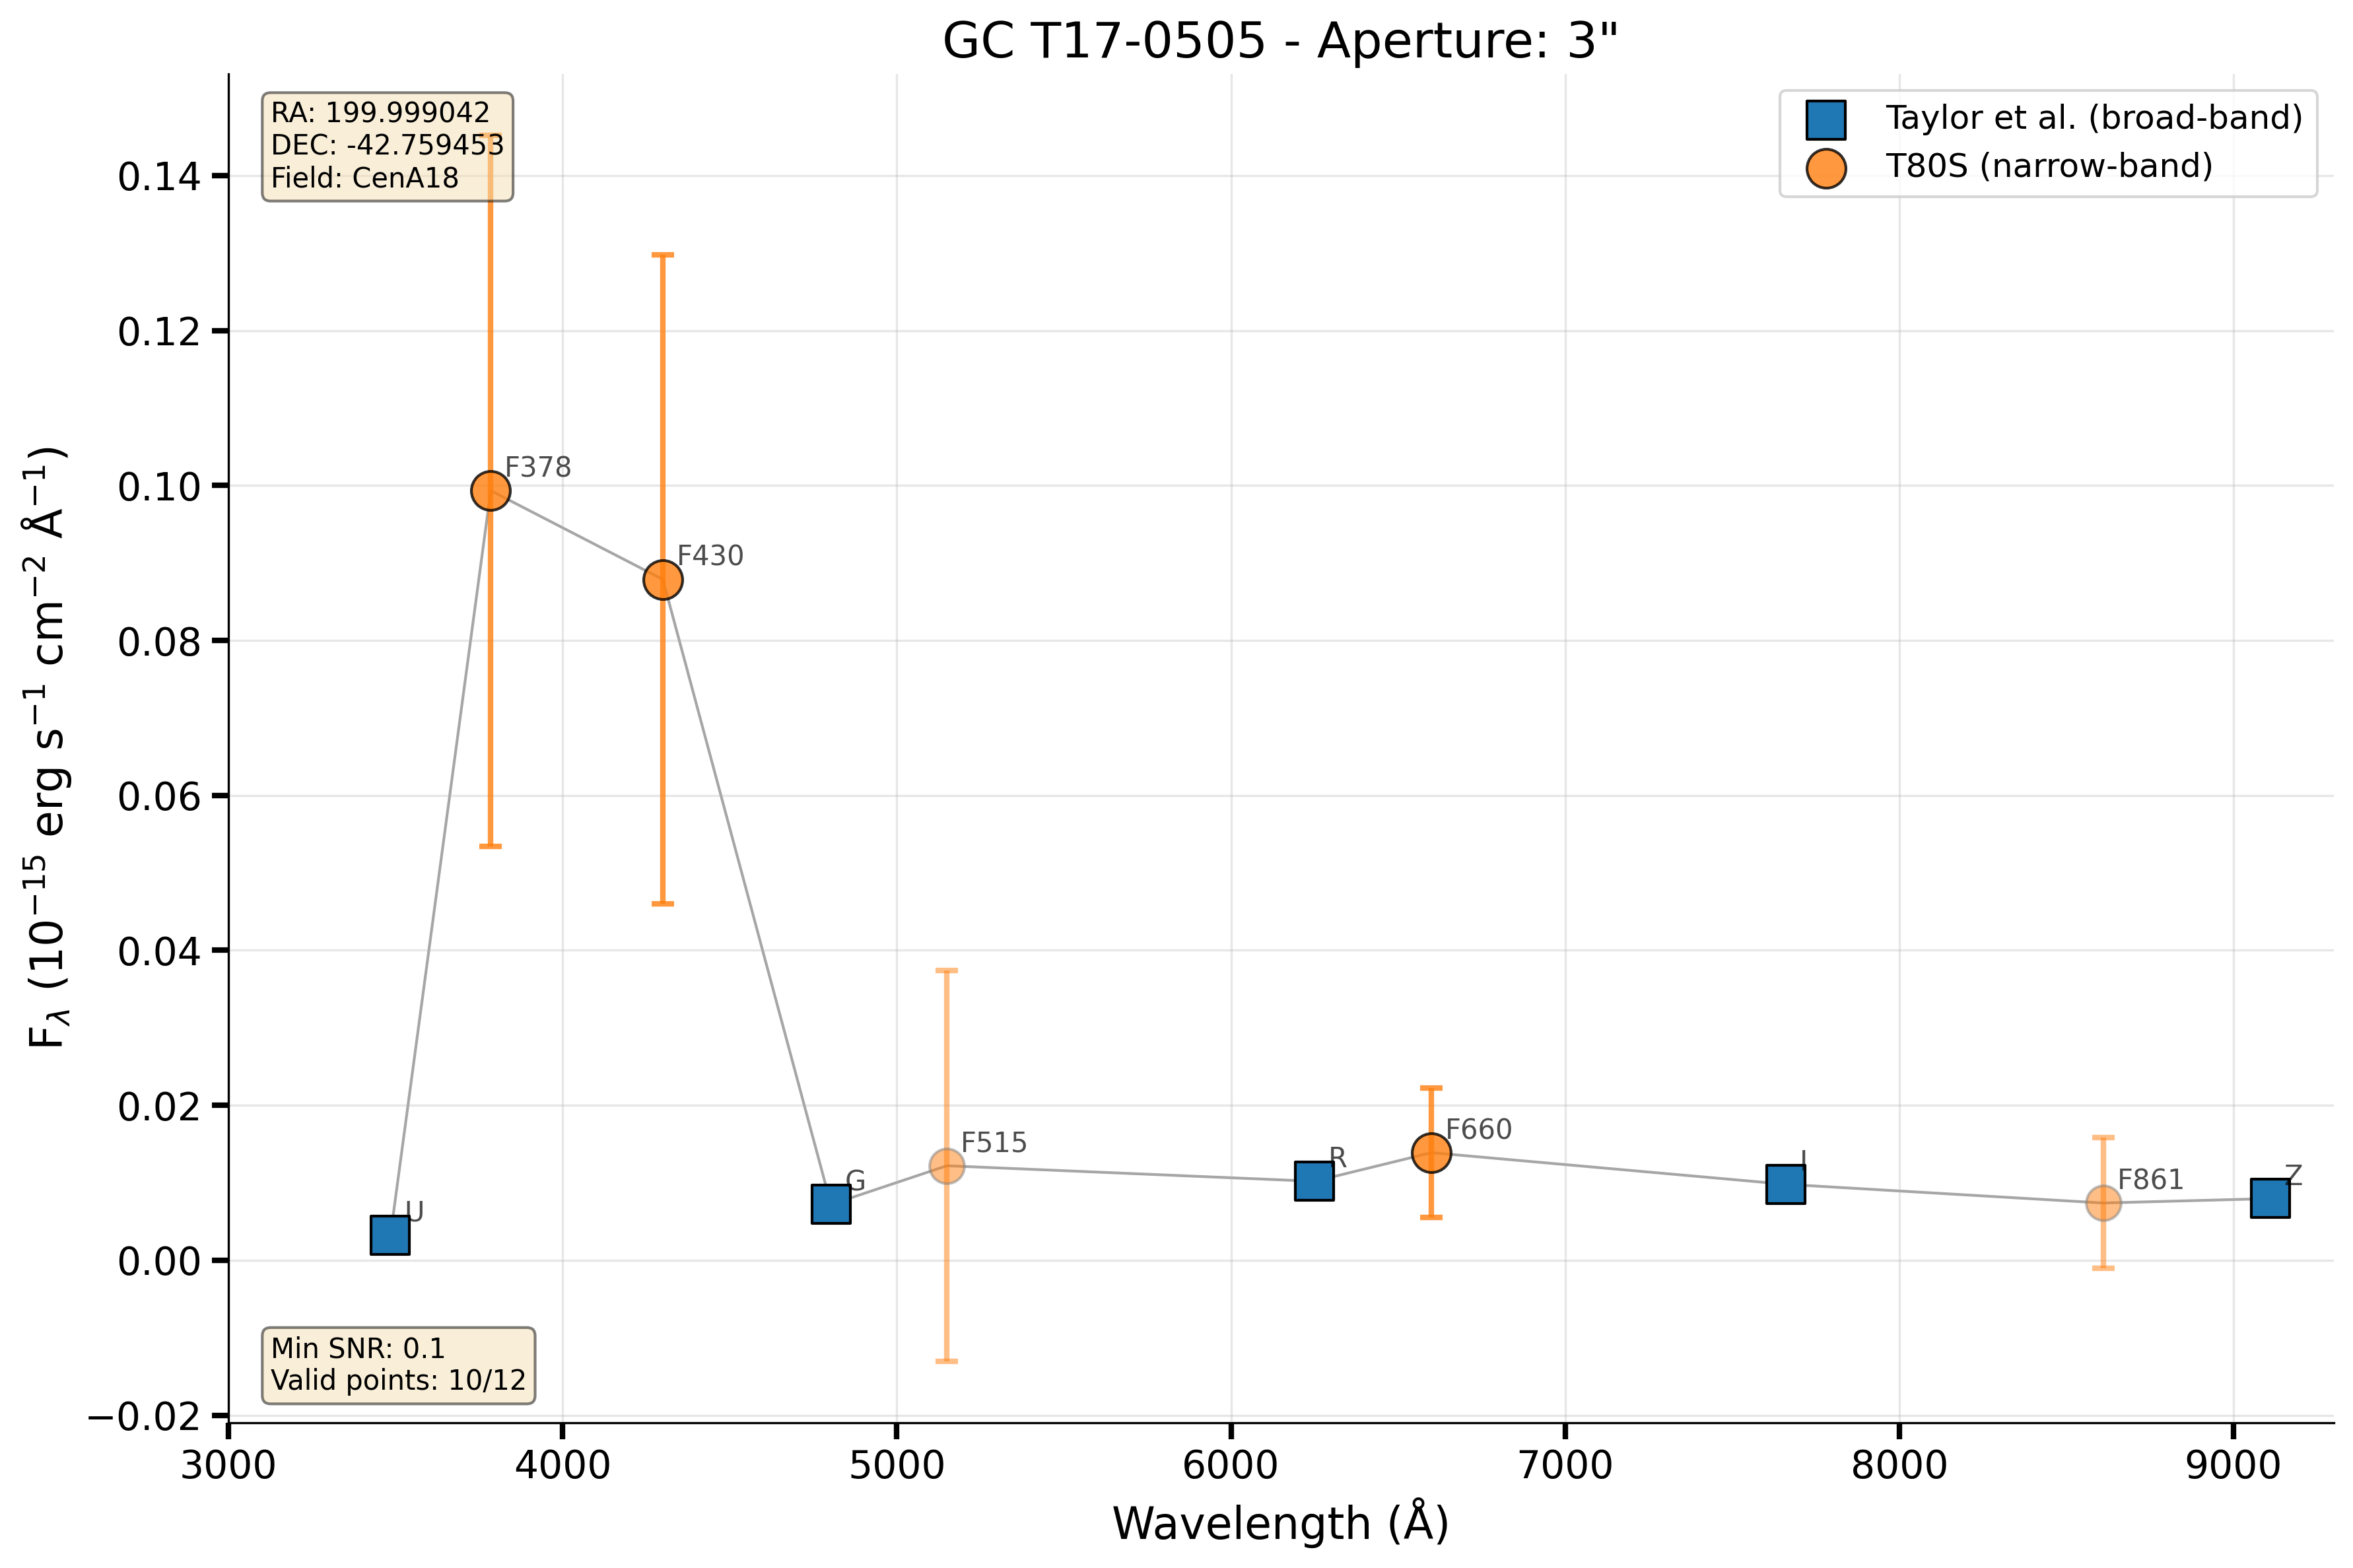 GC T17-0505 - Aperture: 3"
RA: 199.999042
DEC: -42.759453
Field: CenA18
Taylor et al. (broad-band)
T80S (narrow-band)
0.14
0.12
0.10
0.08
0.06
0.04
0.02
0.00
−0.02
F_λ (10⁻¹⁵ erg s⁻¹ cm⁻² Å⁻¹)
F378
F430
U
G
F515
R
F660
I
F861
Z
Min SNR: 0.1
Valid points: 10/12
3000 4000 5000 6000 7000 8000 9000
Wavelength (Å)